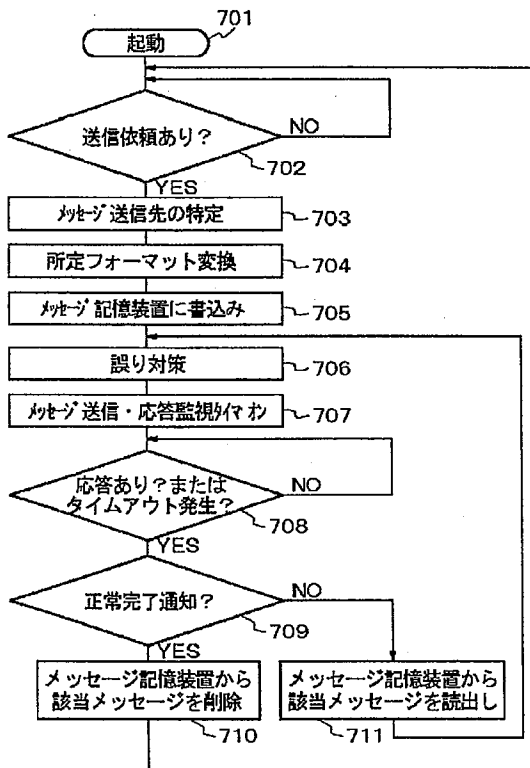 701
起動
送信依頼あり?
NO
702
YES
メッセージ送信先の特定
703
所定フォーマット変換
704
メッセージ記憶装置に書込み
705
誤り対策
706
メッセージ送信・応答監視タイマオン
707
応答あり?または
タイムアウト発生?
NO
708
YES
正常完了通知?
NO
709
YES
メッセージ記憶装置から
該当メッセージを削除
710
メッセージ記憶装置から
該当メッセージを読出し
711